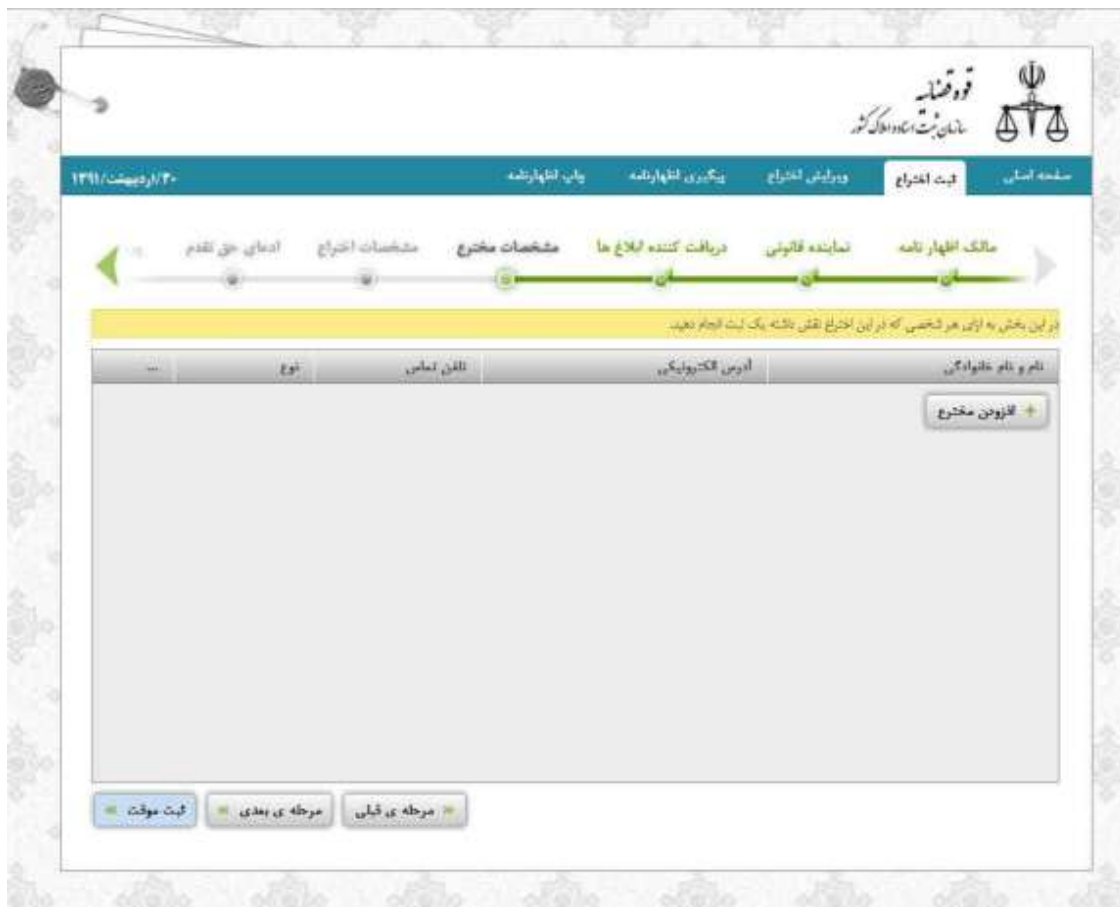 قوه قضائیه
سازمان ثبت اسناد و املاک کشور
صفحه اصلی ثبت اختراع ویرایش اختراع پیگیری اظهارنامه چاپ اظهارنامه ۳۰/اردیبهشت/۱۳۹۱
مالک اظهار نامه نماینده قانونی دریافت کننده ابلاغ ها مشخصات مخترع مشخصات اختراع ادعای حق تقدم
در این بخش به ازای هر شخصی که در این اختراع نقش داشته یک ثبت انجام دهید.
نام و نام خانوادگی آدرس الکترونیکی تلفن تماس نوع ...
+ افزودن مخترع
مرحله ی قبلی مرحله ی بعدی ثبت موقت